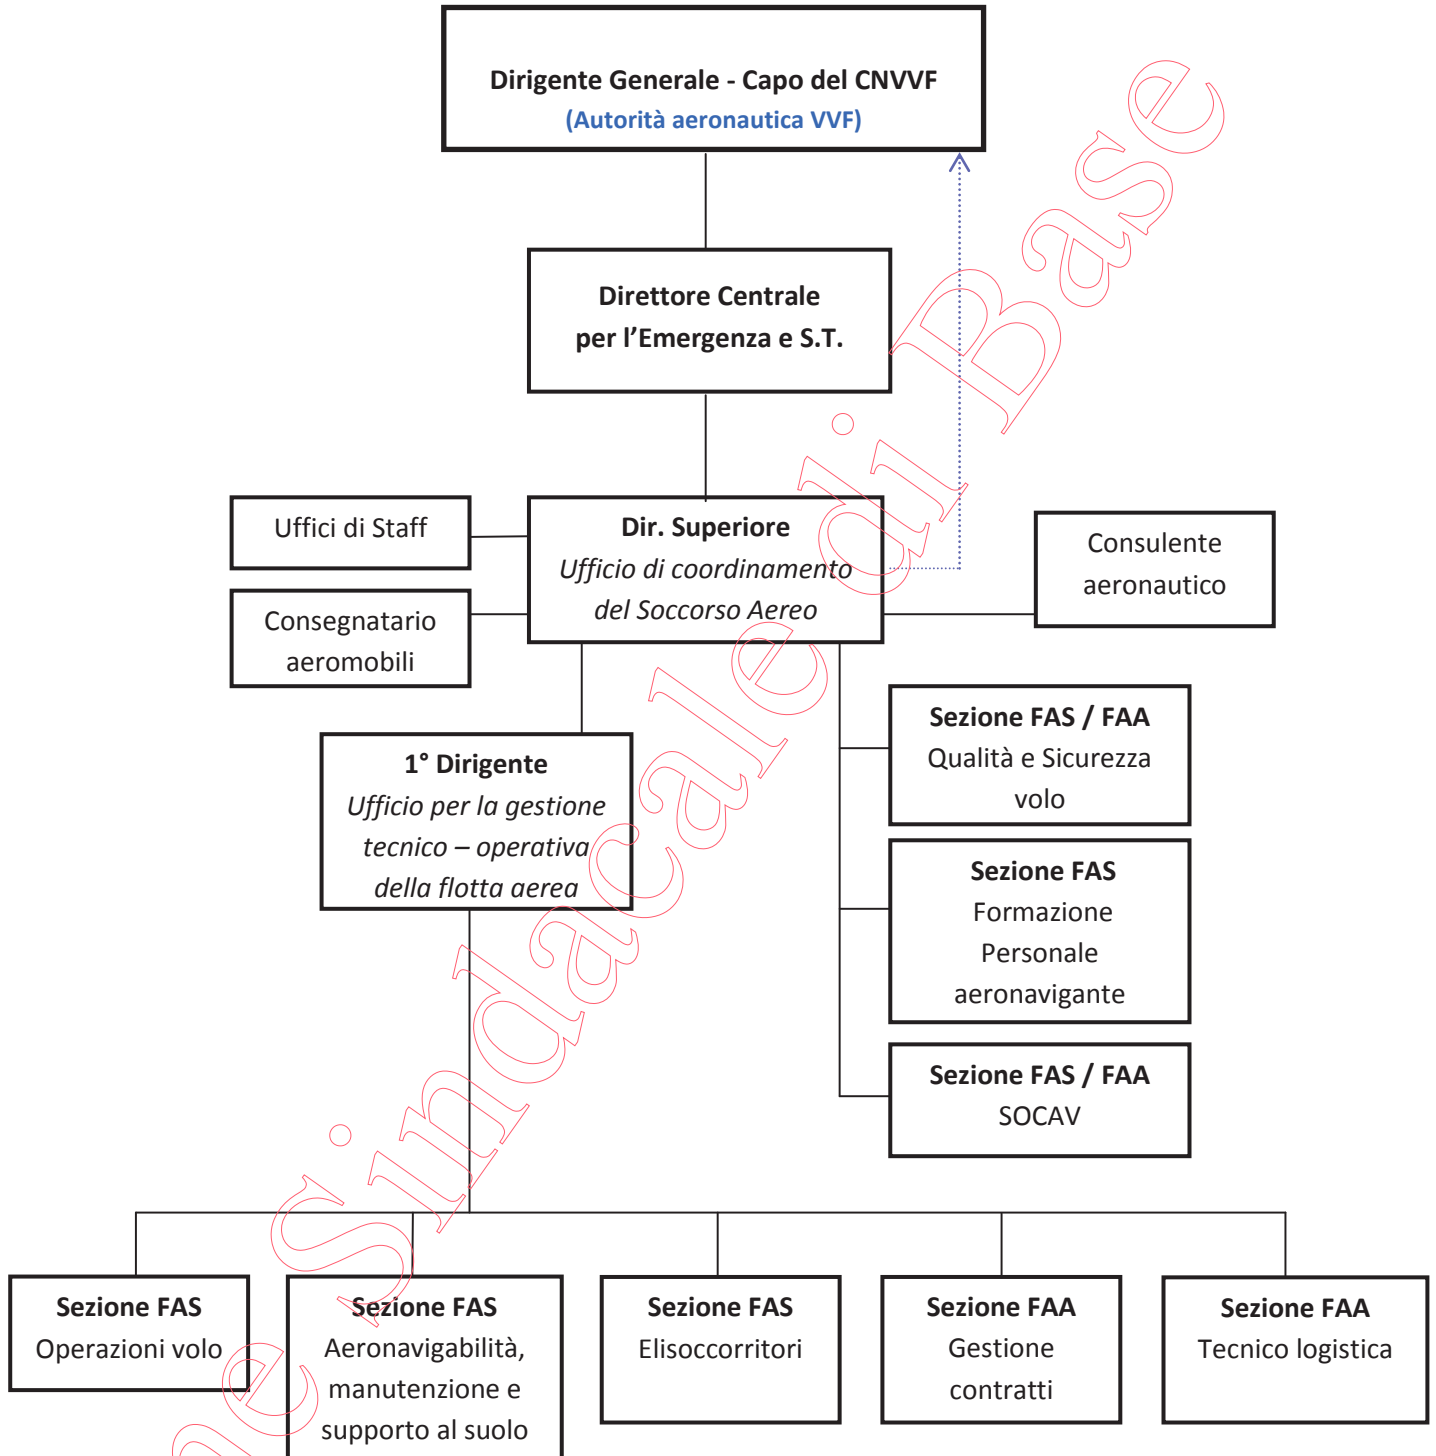 Dirigente Generale - Capo del CNVVF
(Autorità aeronautica VVF)
Direttore Centrale
per l'Emergenza e S.T.
Uffici di Staff
Dir. Superiore
Ufficio di coordinamento
del Soccorso Aereo
Consulente
aeronautico
Consegnatario
aeromobili
Sezione FAS / FAA
Qualità e Sicurezza
volo
1° Dirigente
Ufficio per la gestione
tecnico – operativa
della flotta aerea
Sezione FAS
Formazione
Personale
aeronavigante
Sezione FAS / FAA
SOCAV
Sezione FAS
Operazioni volo
Sezione FAS
Aeronavigabilità,
manutenzione e
supporto al suolo
Sezione FAS
Elisoccorritori
Sezione FAA
Gestione
contratti
Sezione FAA
Tecnico logistica
ne Sindacale di Base